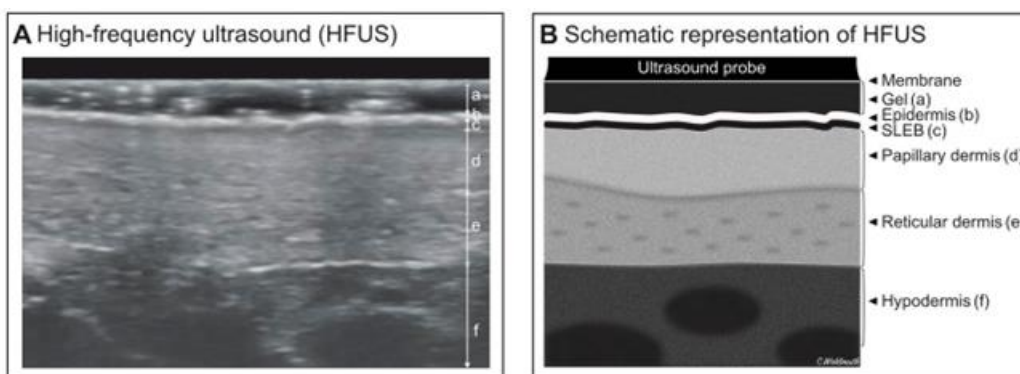 A High-frequency ultrasound (HFUS)
a
b
c
d
e
f
B Schematic representation of HFUS
Ultrasound probe
Membrane
Gel (a)
Epidermis (b)
SLEB (c)
Papillary dermis (d)
Reticular dermis (e
Hypodermis (f)